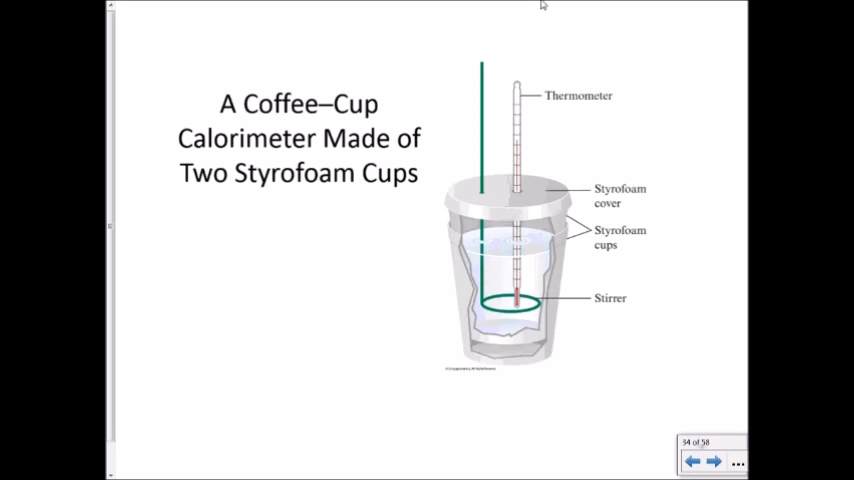 A Coffee–Cup
Calorimeter Made of
Two Styrofoam Cups
Thermometer
Styrofoam
cover
Styrofoam
cups
Stirrer
34 of 58